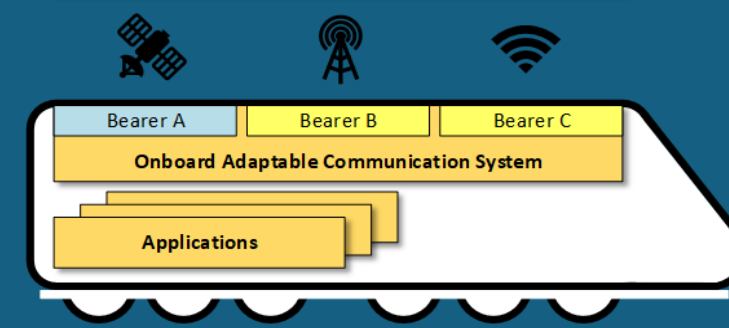 Bearer A
Bearer B
Bearer C
Onboard Adaptable Communication System
Applications